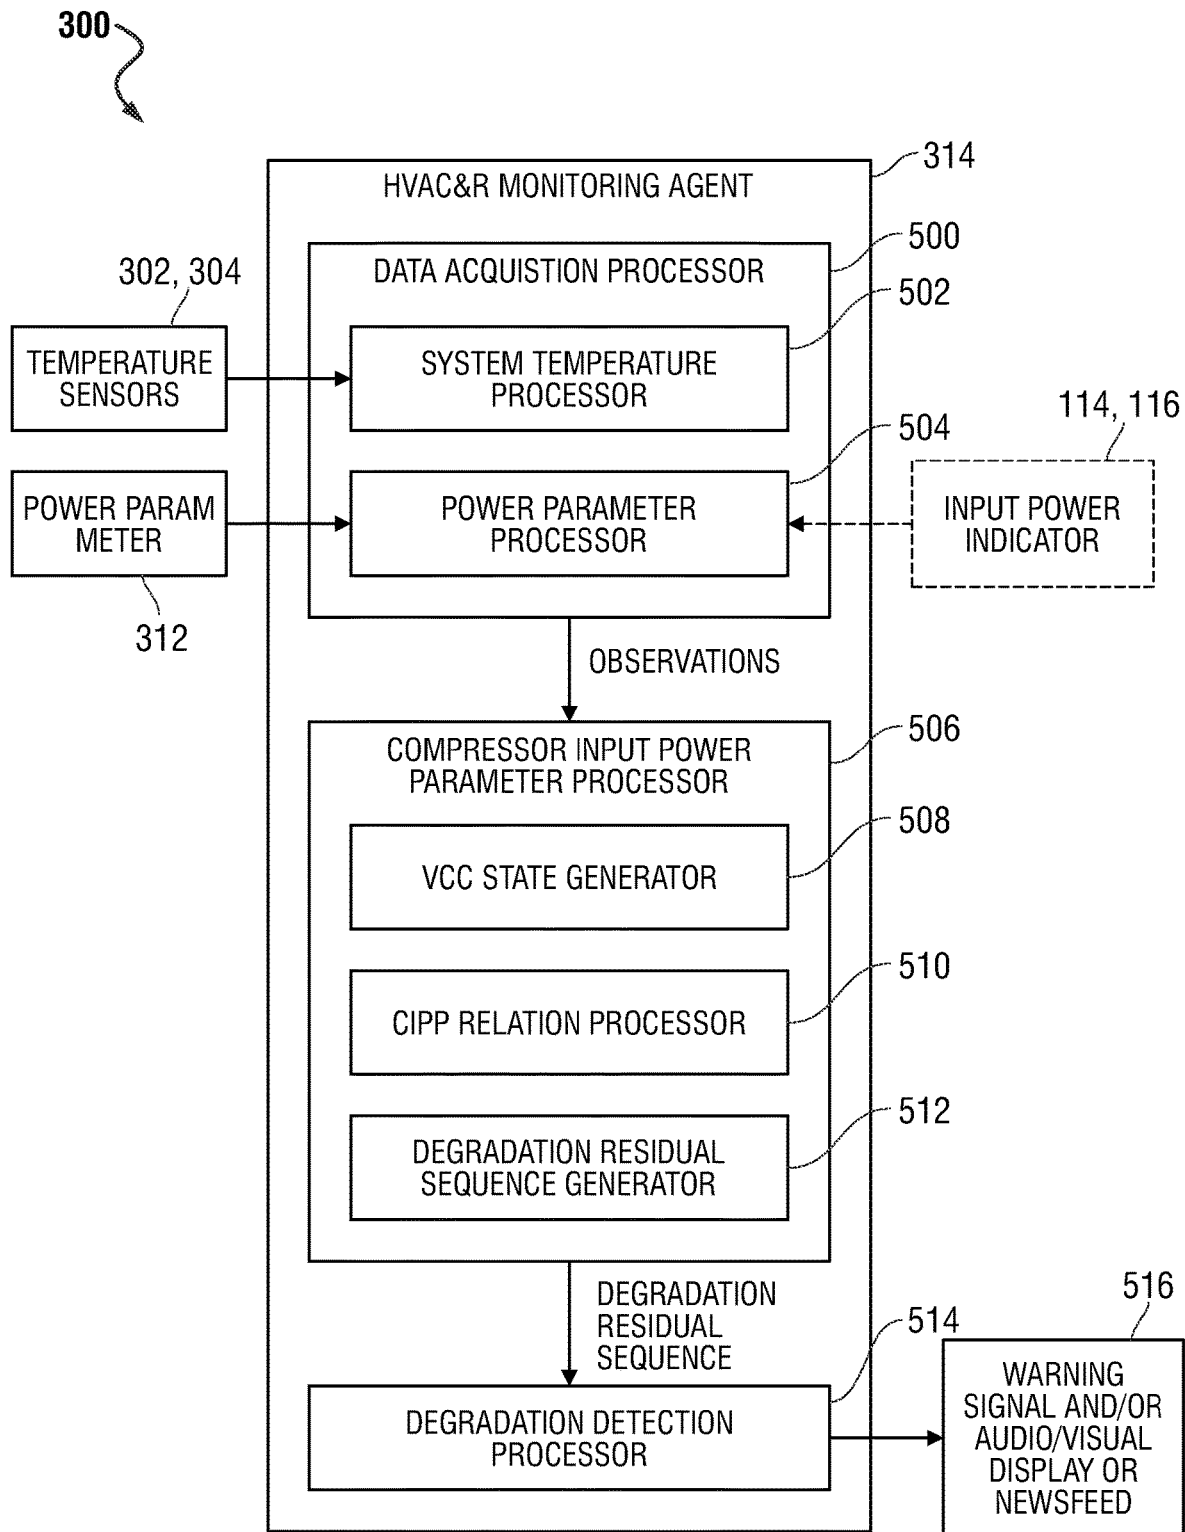 300
314
HVAC&R MONITORING AGENT
500
DATA ACQUISTION PROCESSOR
302, 304
502
TEMPERATURE
SENSORS
SYSTEM TEMPERATURE
PROCESSOR
114, 116
504
POWER PARAM
METER
POWER PARAMETER
PROCESSOR
INPUT POWER
INDICATOR
312
OBSERVATIONS
506
COMPRESSOR INPUT POWER
PARAMETER PROCESSOR
508
VCC STATE GENERATOR
510
CIPP RELATION PROCESSOR
512
DEGRADATION RESIDUAL
SEQUENCE GENERATOR
DEGRADATION
RESIDUAL
SEQUENCE
514
516
DEGRADATION DETECTION
PROCESSOR
WARNING
SIGNAL AND/OR
AUDIO/VISUAL
DISPLAY OR
NEWSFEED